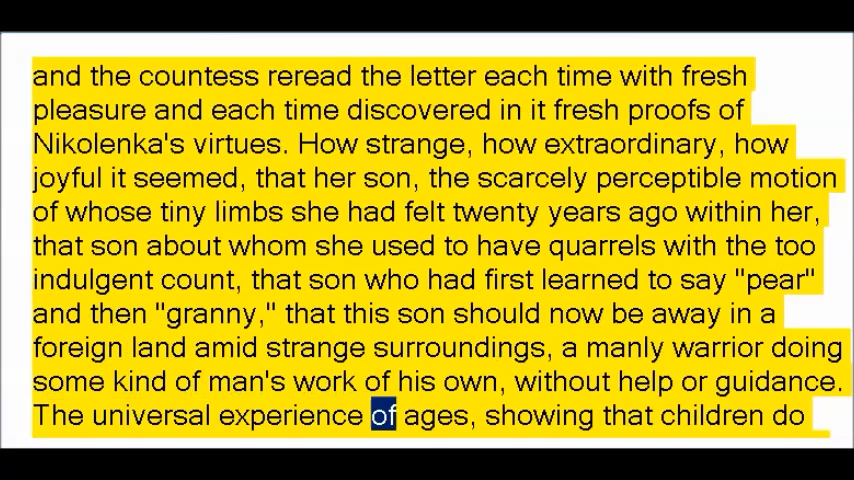 and the countess reread the letter each time with fresh
pleasure and each time discovered in it fresh proofs of
Nikolenka's virtues. How strange, how extraordinary, how
joyful it seemed, that her son, the scarcely perceptible motion
of whose tiny limbs she had felt twenty years ago within her,
that son about whom she used to have quarrels with the too
indulgent count, that son who had first learned to say "pear"
and then "granny," that this son should now be away in a
foreign land amid strange surroundings, a manly warrior doing
some kind of man's work of his own, without help or guidance.
The universal experience of ages, showing that children do